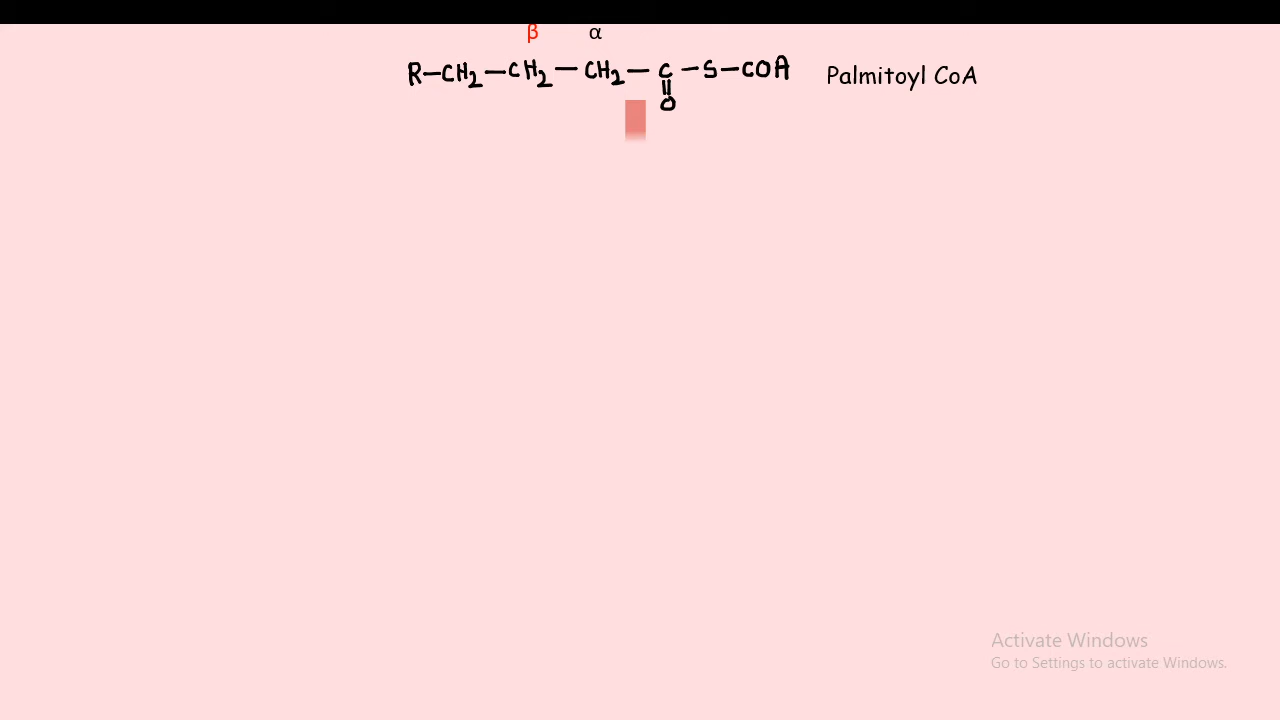 β α
R–CH2–CH2–CH2–C–S–COA Palmitoyl CoA
||
O
Activate Windows
Go to Settings to activate Windows.